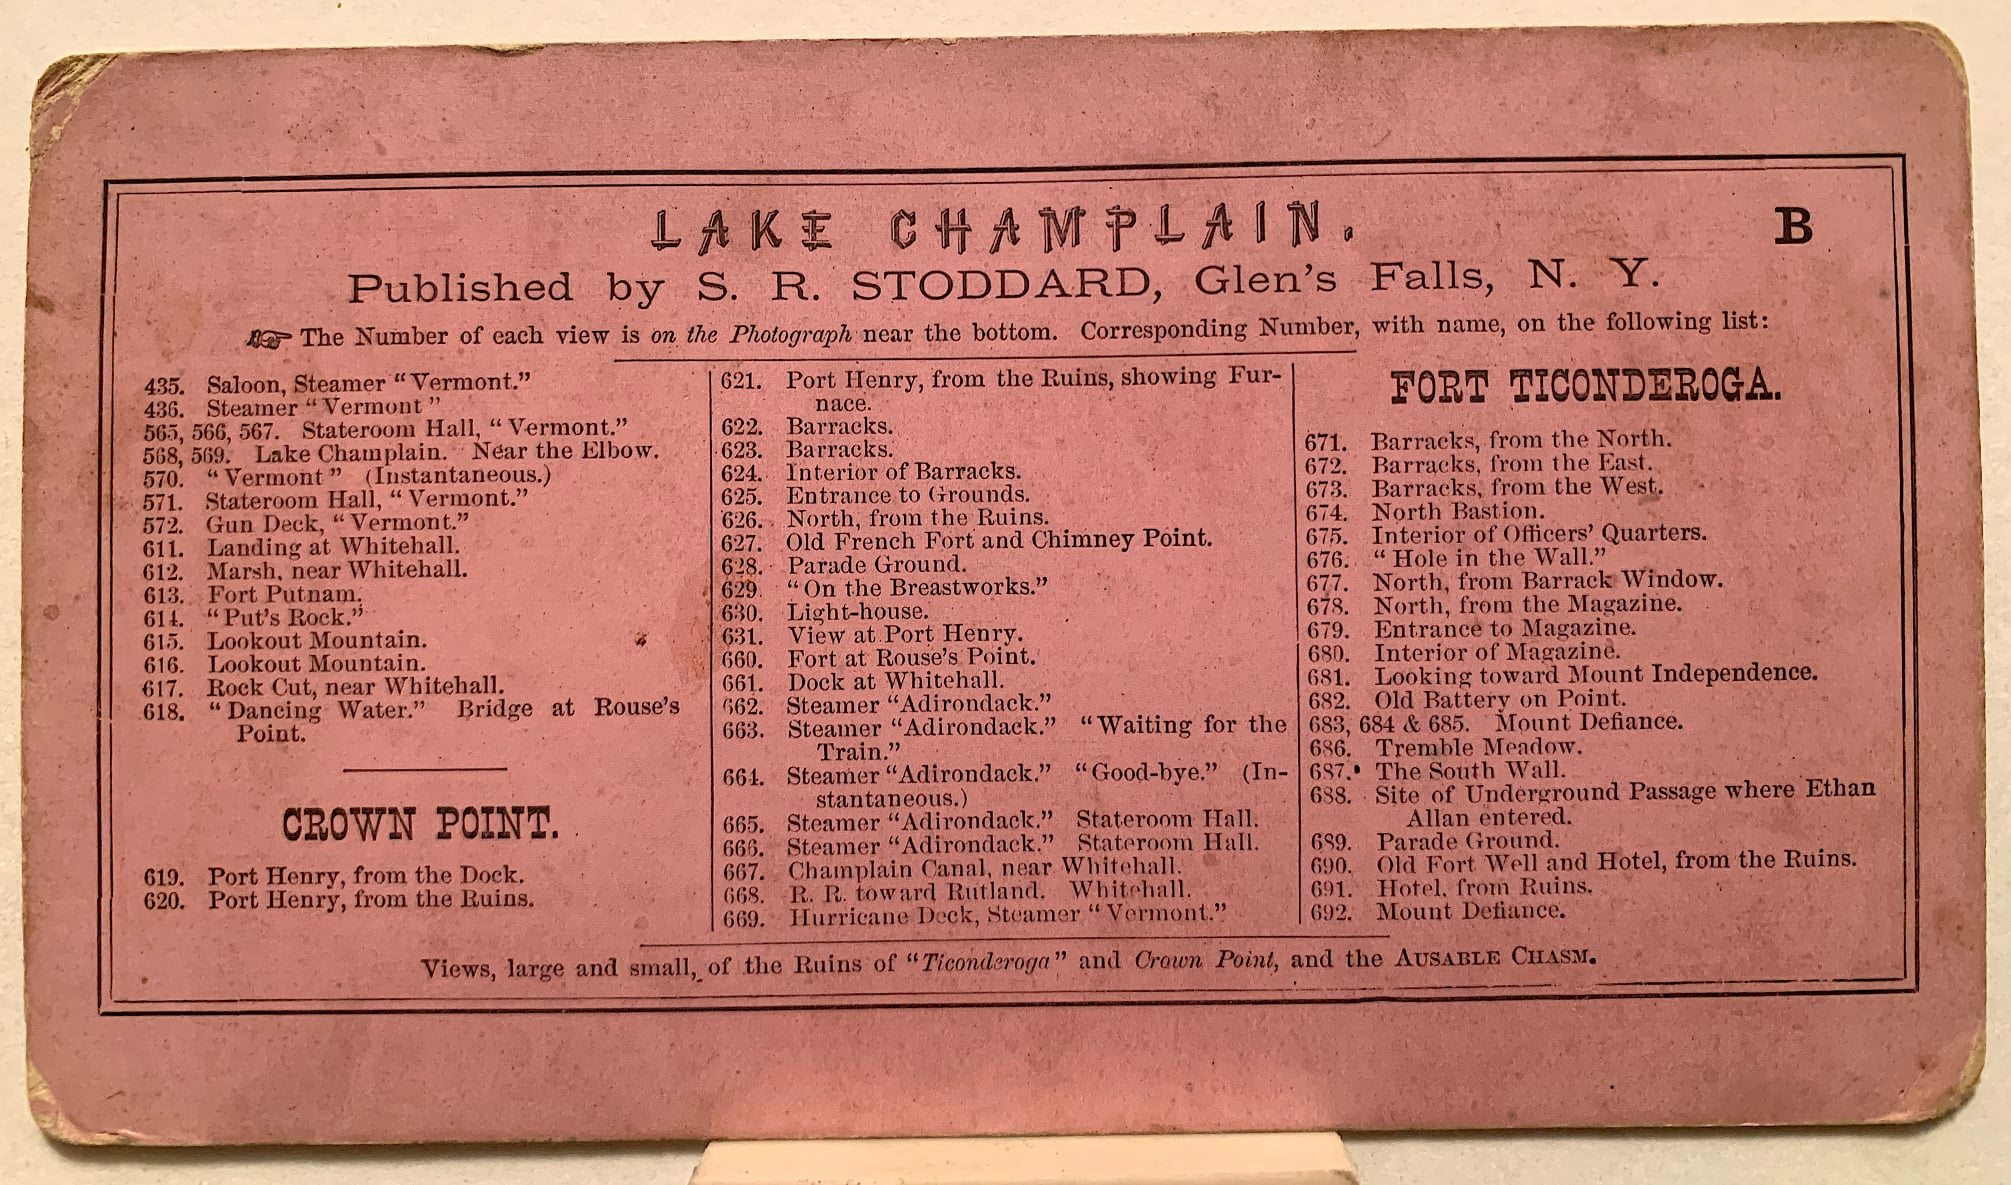 LAKE CHAMPLAIN.
B
Published by S. R. STODDARD, Glen's Falls, N. Y.
☞ The Number of each view is on the Photograph near the bottom. Corresponding Number, with name, on the following list:
435. Saloon, Steamer "Vermont."
436. Steamer "Vermont"
565, 566, 567. Stateroom Hall, "Vermont."
568, 569. Lake Champlain. Near the Elbow.
570. "Vermont" (Instantaneous.)
571. Stateroom Hall, "Vermont."
572. Gun Deck, "Vermont."
611. Landing at Whitehall.
612. Marsh, near Whitehall.
613. Fort Putnam.
614. "Put's Rock."
615. Lookout Mountain.
616. Lookout Mountain.
617. Rock Cut, near Whitehall.
618. "Dancing Water." Bridge at Rouse's
Point.
CROWN POINT.
619. Port Henry, from the Dock.
620. Port Henry, from the Ruins.
621. Port Henry, from the Ruins, showing Fur-
nace.
622. Barracks.
623. Barracks.
624. Interior of Barracks.
625. Entrance to Grounds.
626. North, from the Ruins.
627. Old French Fort and Chimney Point.
628. Parade Ground.
629. "On the Breastworks."
630. Light-house.
631. View at Port Henry.
660. Fort at Rouse's Point.
661. Dock at Whitehall.
662. Steamer "Adirondack."
663. Steamer "Adirondack." "Waiting for the
Train."
664. Steamer "Adirondack." "Good-bye." (In-
stantaneous.)
665. Steamer "Adirondack." Stateroom Hall.
666. Steamer "Adirondack." Stateroom Hall.
667. Champlain Canal, near Whitehall.
668. R. R. toward Rutland. Whitehall.
669. Hurricane Deck, Steamer "Vermont."
FORT TICONDEROGA.
671. Barracks, from the North.
672. Barracks, from the East.
673. Barracks, from the West.
674. North Bastion.
675. Interior of Officers' Quarters.
676. "Hole in the Wall."
677. North, from Barrack Window.
678. North, from the Magazine.
679. Entrance to Magazine.
680. Interior of Magazine.
681. Looking toward Mount Independence.
682. Old Battery on Point.
683, 684 & 685. Mount Defiance.
686. Tremble Meadow.
687. The South Wall.
688. Site of Underground Passage where Ethan
Allan entered.
689. Parade Ground.
690. Old Fort Well and Hotel, from the Ruins.
691. Hotel, from Ruins.
692. Mount Defiance.
Views, large and small, of the Ruins of "Ticonderoga" and Crown Point, and the AUSABLE CHASM.